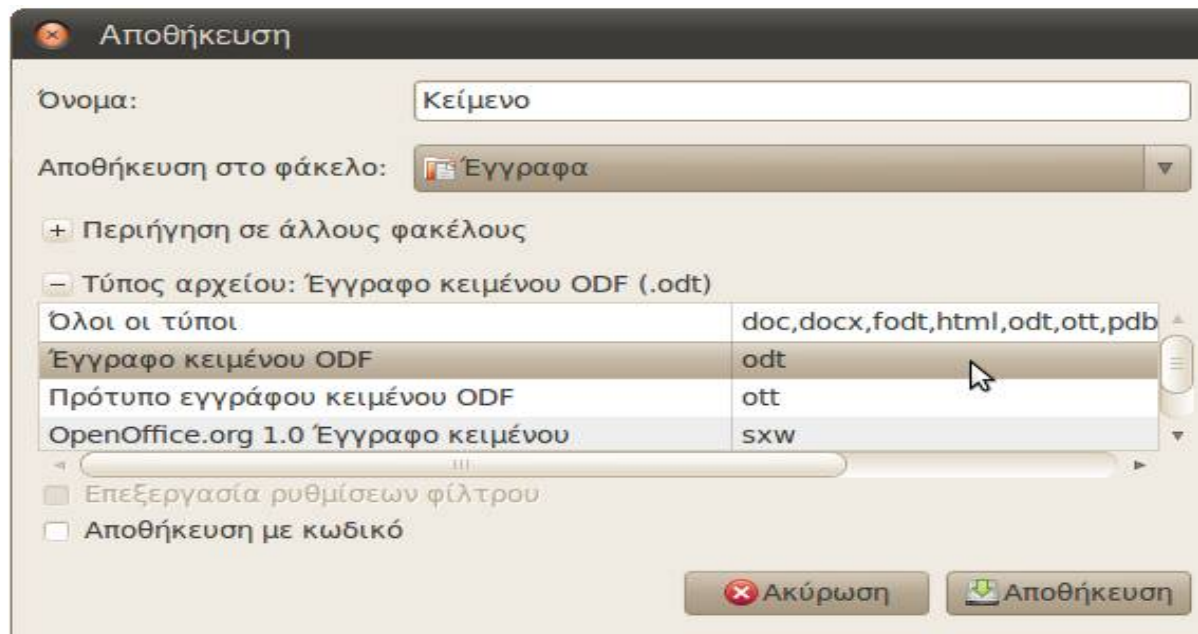 Αποθήκευση
Όνομα: Κείμενο
Αποθήκευση στο φάκελο: Έγγραφα
+ Περιήγηση σε άλλους φακέλους
− Τύπος αρχείου: Έγγραφο κειμένου ODF (.odt)
Όλοι οι τύποι doc,docx,fodt,html,odt,ott,pdb
Έγγραφο κειμένου ODF odt
Πρότυπο εγγράφου κειμένου ODF ott
OpenOffice.org 1.0 Έγγραφο κειμένου sxw
Επεξεργασία ρυθμίσεων φίλτρου
Αποθήκευση με κωδικό
Ακύρωση Αποθήκευση